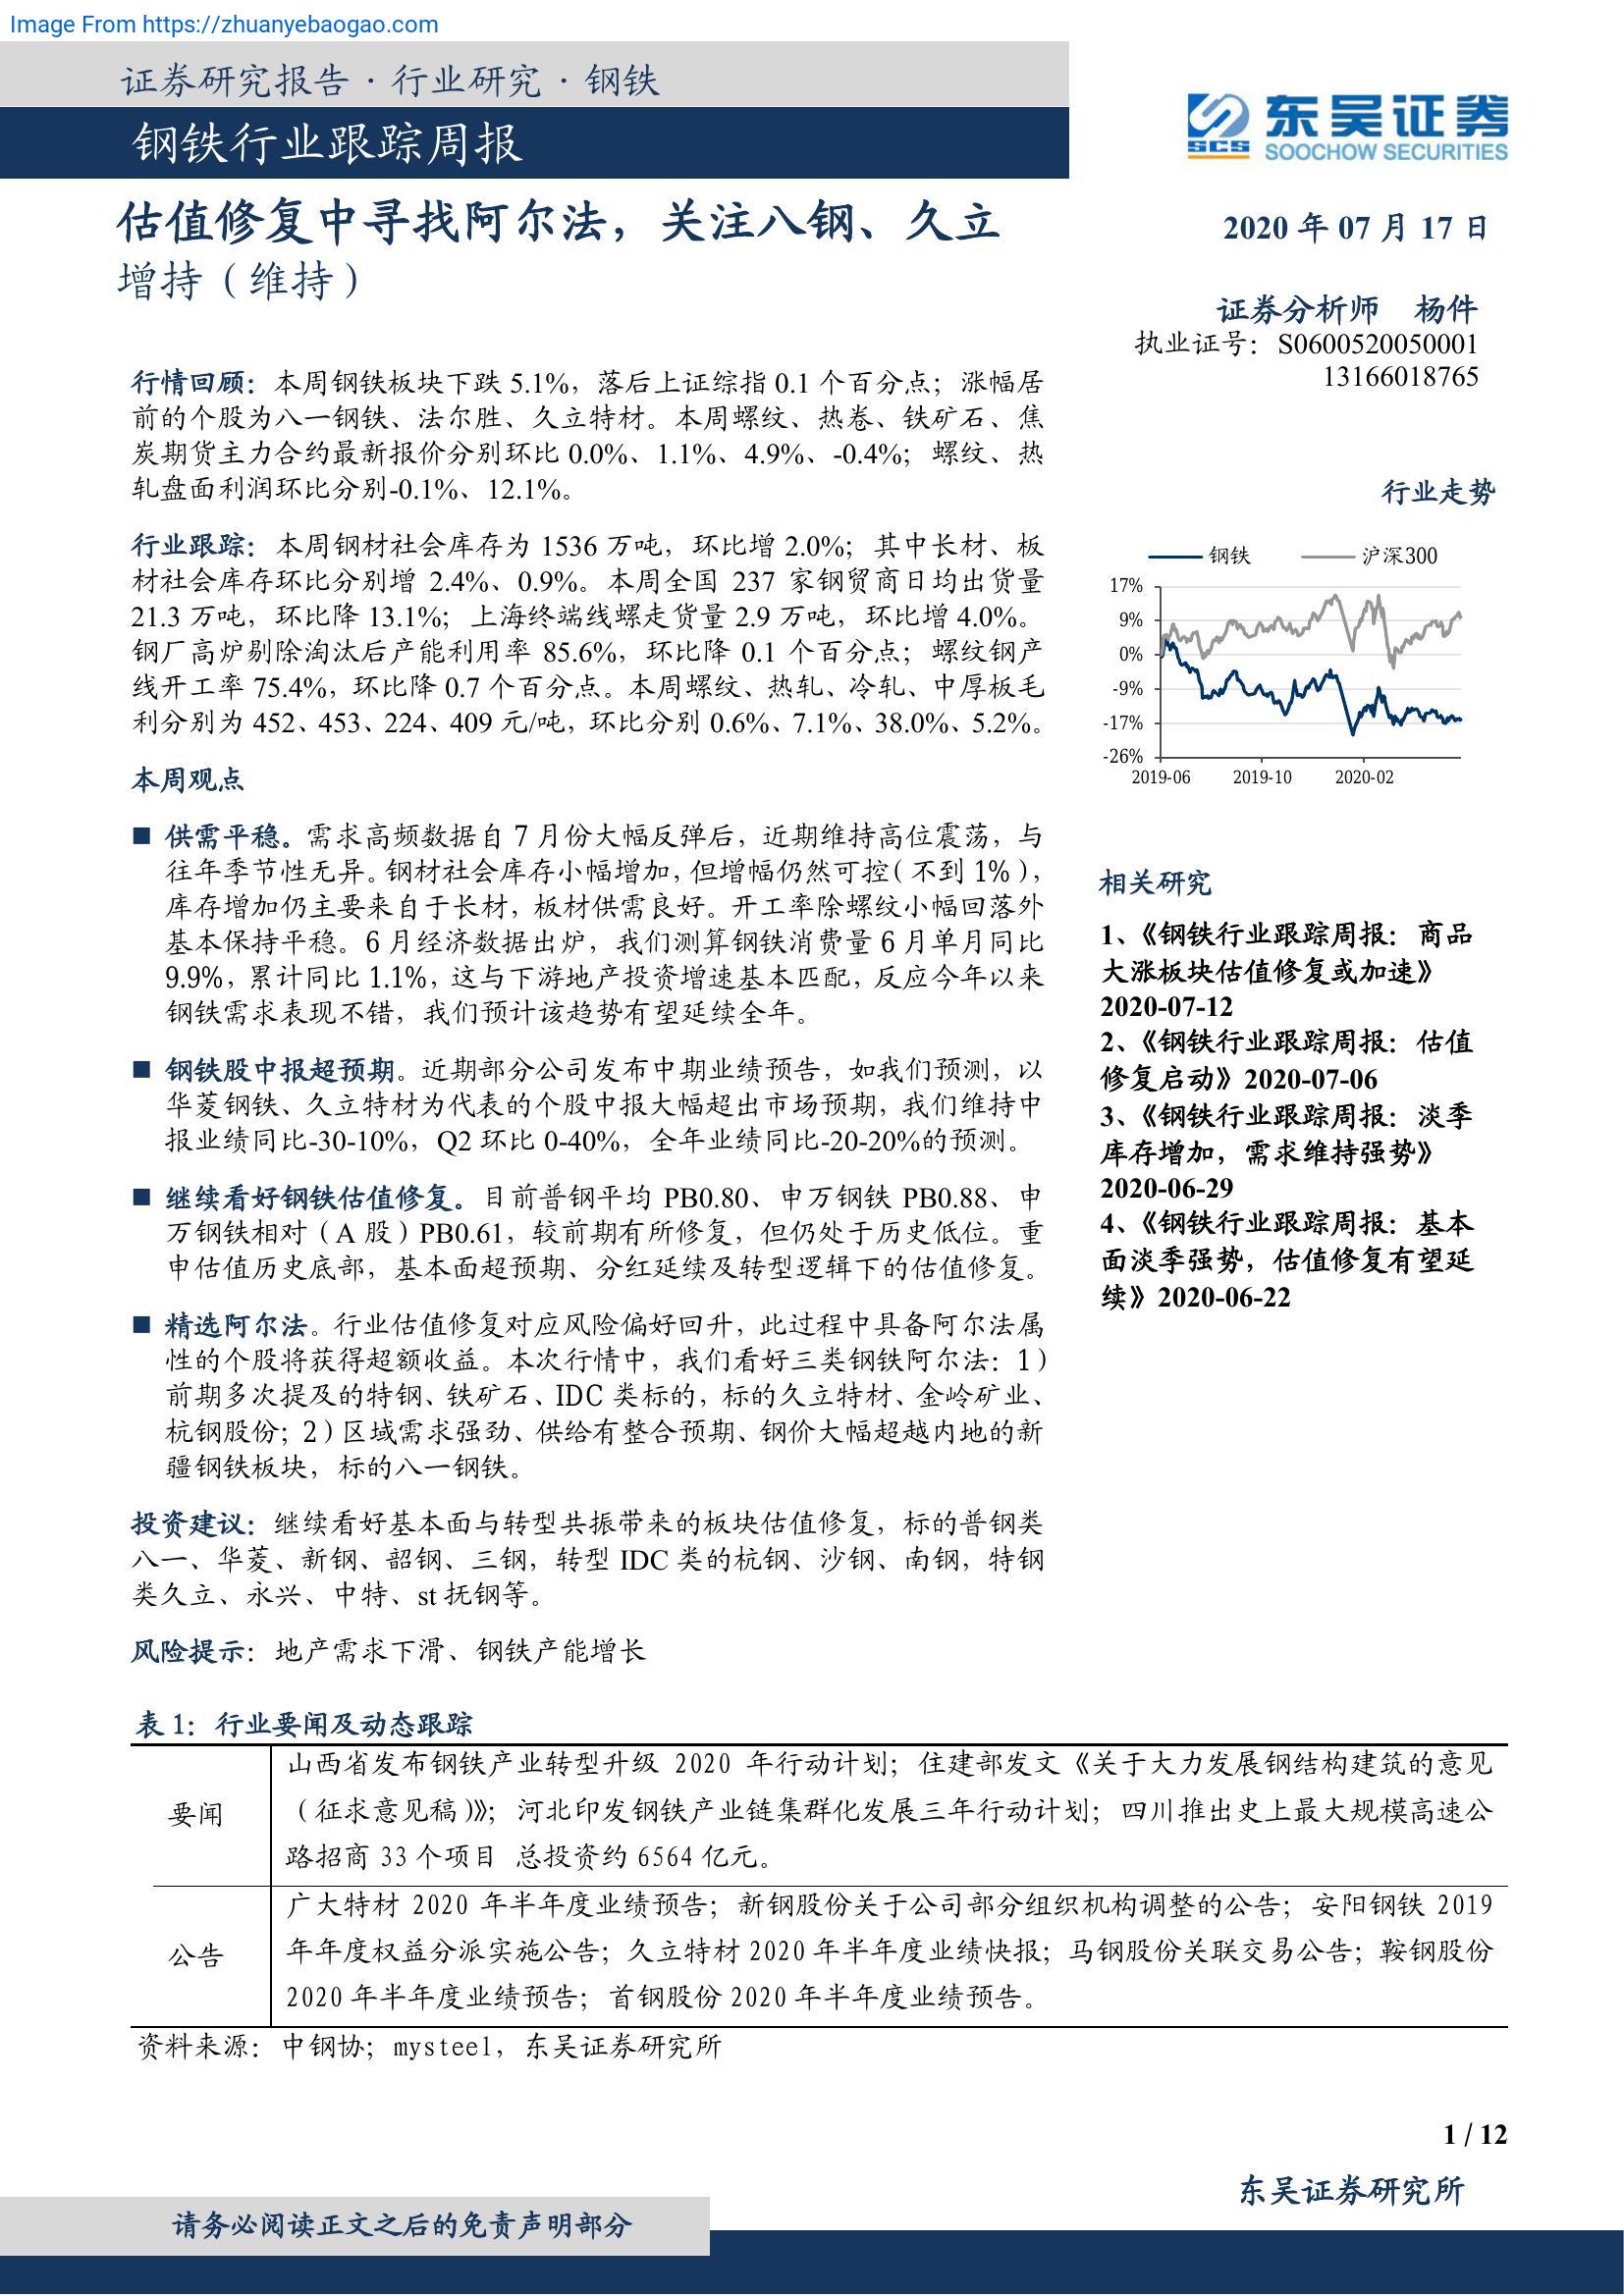 Image From https://zhuanyebaogao.com
证券研究报告·行业研究·钢铁
钢铁行业跟踪周报
东吴证券
SCS
SOOCHOW SECURITIES
估值修复中寻找阿尔法，关注八钢、久立
增持（维持）
2020 年 07 月 17 日
证券分析师 杨件
执业证号：S0600520050001
13166018765
行情回顾：本周钢铁板块下跌 5.1%，落后上证综指 0.1 个百分点；涨幅居
前的个股为八一钢铁、法尔胜、久立特材。本周螺纹、热卷、铁矿石、焦
炭期货主力合约最新报价分别环比 0.0%、1.1%、4.9%、-0.4%；螺纹、热
轧盘面利润环比分别-0.1%、12.1%。
行业跟踪：本周钢材社会库存为 1536 万吨，环比增 2.0%；其中长材、板
材社会库存环比分别增 2.4%、0.9%。本周全国 237 家钢贸商日均出货量
21.3 万吨，环比降 13.1%；上海终端线螺走货量 2.9 万吨，环比增 4.0%。
钢厂高炉剔除淘汰后产能利用率 85.6%，环比降 0.1 个百分点；螺纹钢产
线开工率 75.4%，环比降 0.7 个百分点。本周螺纹、热轧、冷轧、中厚板毛
利分别为 452、453、224、409 元/吨，环比分别 0.6%、7.1%、38.0%、5.2%。
本周观点
■ 供需平稳。需求高频数据自 7 月份大幅反弹后，近期维持高位震荡，与
往年季节性无异。钢材社会库存小幅增加，但增幅仍然可控（不到 1%），
库存增加仍主要来自于长材，板材供需良好。开工率除螺纹小幅回落外
基本保持平稳。6 月经济数据出炉，我们测算钢铁消费量 6 月单月同比
9.9%，累计同比 1.1%，这与下游地产投资增速基本匹配，反应今年以来
钢铁需求表现不错，我们预计该趋势有望延续全年。
■ 钢铁股中报超预期。近期部分公司发布中期业绩预告，如我们预测，以
华菱钢铁、久立特材为代表的个股中报大幅超出市场预期，我们维持中
报业绩同比-30-10%，Q2 环比 0-40%，全年业绩同比-20-20%的预测。
■ 继续看好钢铁估值修复。目前普钢平均 PB0.80、申万钢铁 PB0.88、申
万钢铁相对（A 股）PB0.61，较前期有所修复，但仍处于历史低位。重
申估值历史底部，基本面超预期、分红延续及转型逻辑下的估值修复。
■ 精选阿尔法。行业估值修复对应风险偏好回升，此过程中具备阿尔法属
性的个股将获得超额收益。本次行情中，我们看好三类钢铁阿尔法：1）
前期多次提及的特钢、铁矿石、IDC 类标的，标的久立特材、金岭矿业、
杭钢股份；2）区域需求强劲、供给有整合预期、钢价大幅超越内地的新
疆钢铁板块，标的八一钢铁。
投资建议：继续看好基本面与转型共振带来的板块估值修复，标的普钢类
八一、华菱、新钢、韶钢、三钢，转型 IDC 类的杭钢、沙钢、南钢，特钢
类久立、永兴、中特、st 抚钢等。
风险提示：地产需求下滑、钢铁产能增长
行业走势
钢铁 沪深300
17%
9%
0%
-9%
-17%
-26%
2019-06 2019-10 2020-02
相关研究
1、《钢铁行业跟踪周报：商品
大涨板块估值修复或加速》
2020-07-12
2、《钢铁行业跟踪周报：估值
修复启动》2020-07-06
3、《钢铁行业跟踪周报：淡季
库存增加，需求维持强势》
2020-06-29
4、《钢铁行业跟踪周报：基本
面淡季强势，估值修复有望延
续》2020-06-22
表 1：行业要闻及动态跟踪
要闻
山西省发布钢铁产业转型升级 2020 年行动计划；住建部发文《关于大力发展钢结构建筑的意见
（征求意见稿）》；河北印发钢铁产业链集群化发展三年行动计划；四川推出史上最大规模高速公
路招商 33 个项目 总投资约 6564 亿元。
公告
广大特材 2020 年半年度业绩预告；新钢股份关于公司部分组织机构调整的公告；安阳钢铁 2019
年年度权益分派实施公告；久立特材 2020 年半年度业绩快报；马钢股份关联交易公告；鞍钢股份
2020 年半年度业绩预告；首钢股份 2020 年半年度业绩预告。
资料来源：中钢协；mysteel，东吴证券研究所
1 / 12
东吴证券研究所
请务必阅读正文之后的免责声明部分